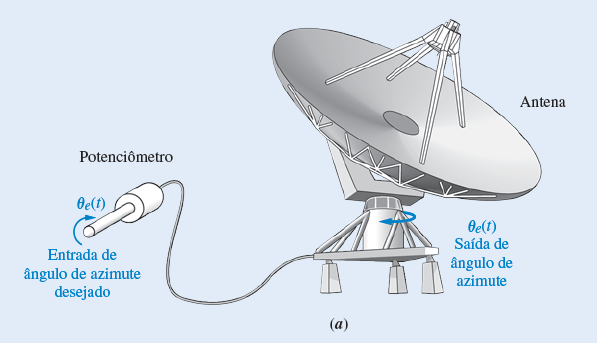 Antena
Potenciômetro
θe(t)
Entrada de
ângulo de azimute
desejado
θe(t)
Saída de
ângulo de
azimute
(a)